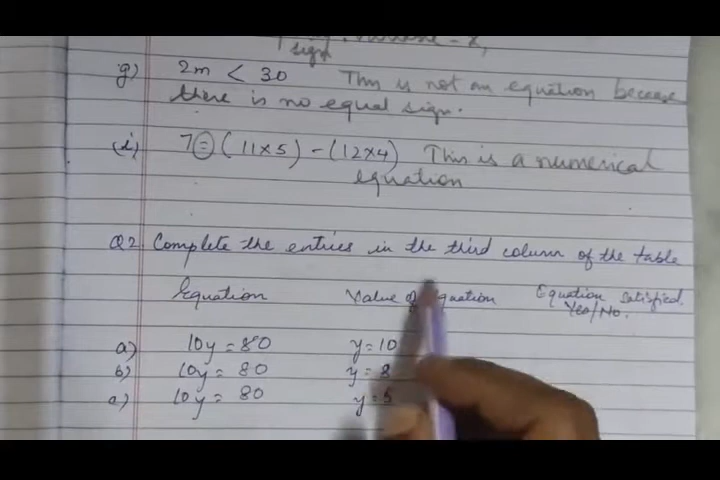 sign
g) 2m < 30 This is not an equation because
there is no equal sign.
(i) 7 = (11×5) - (12×4) This is a numerical
equation
Q2 Complete the entries in the third column of the table
Equation Value of equation Equation satisfied.
Yes/No.
a) 10y = 80 y = 10
b) 10y = 80 y = 8
c) 10y = 80 y = 5